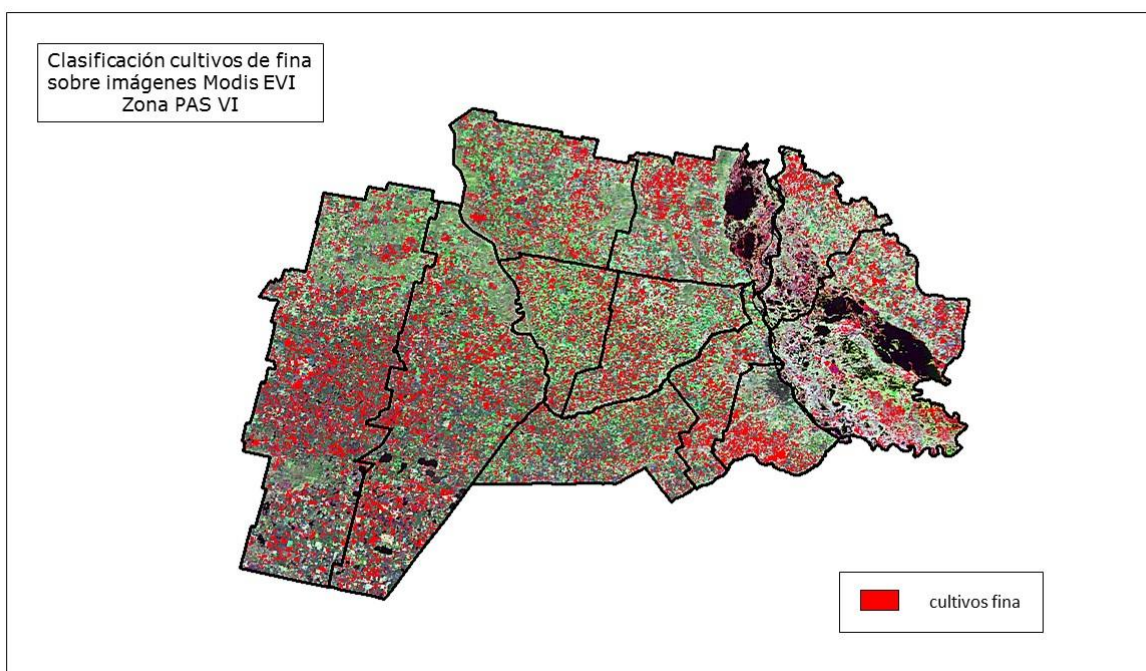 Clasificación cultivos de fina
sobre imágenes Modis EVI
Zona PAS VI
cultivos fina